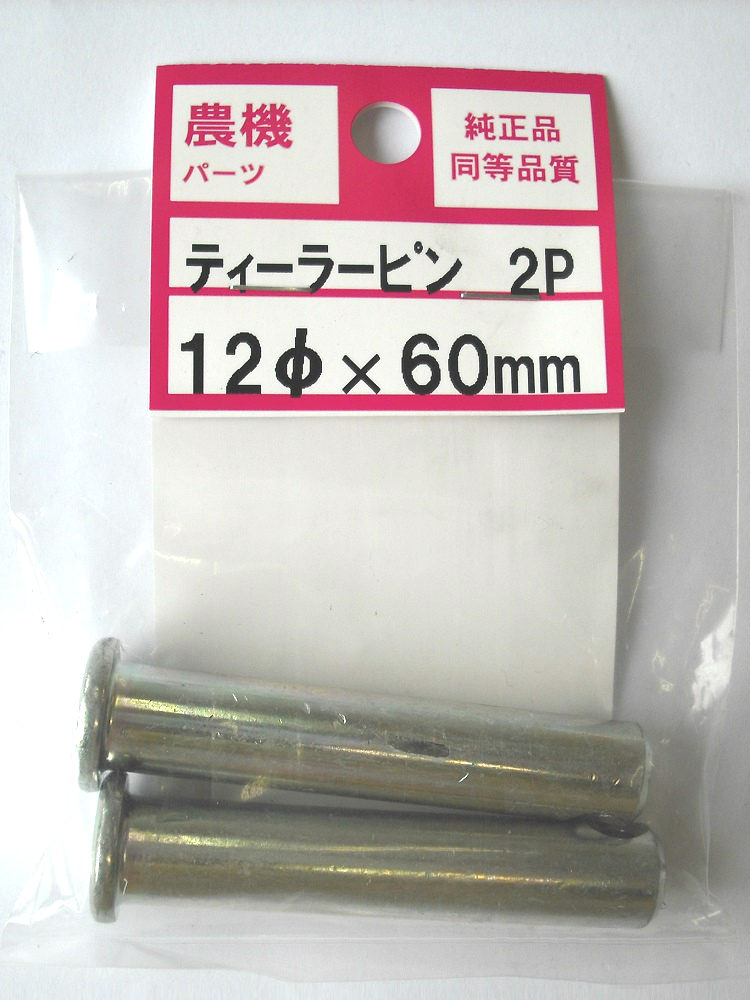 農機
パーツ
純正品
同等品質
ティーラーピン 2P
12φ×60mm